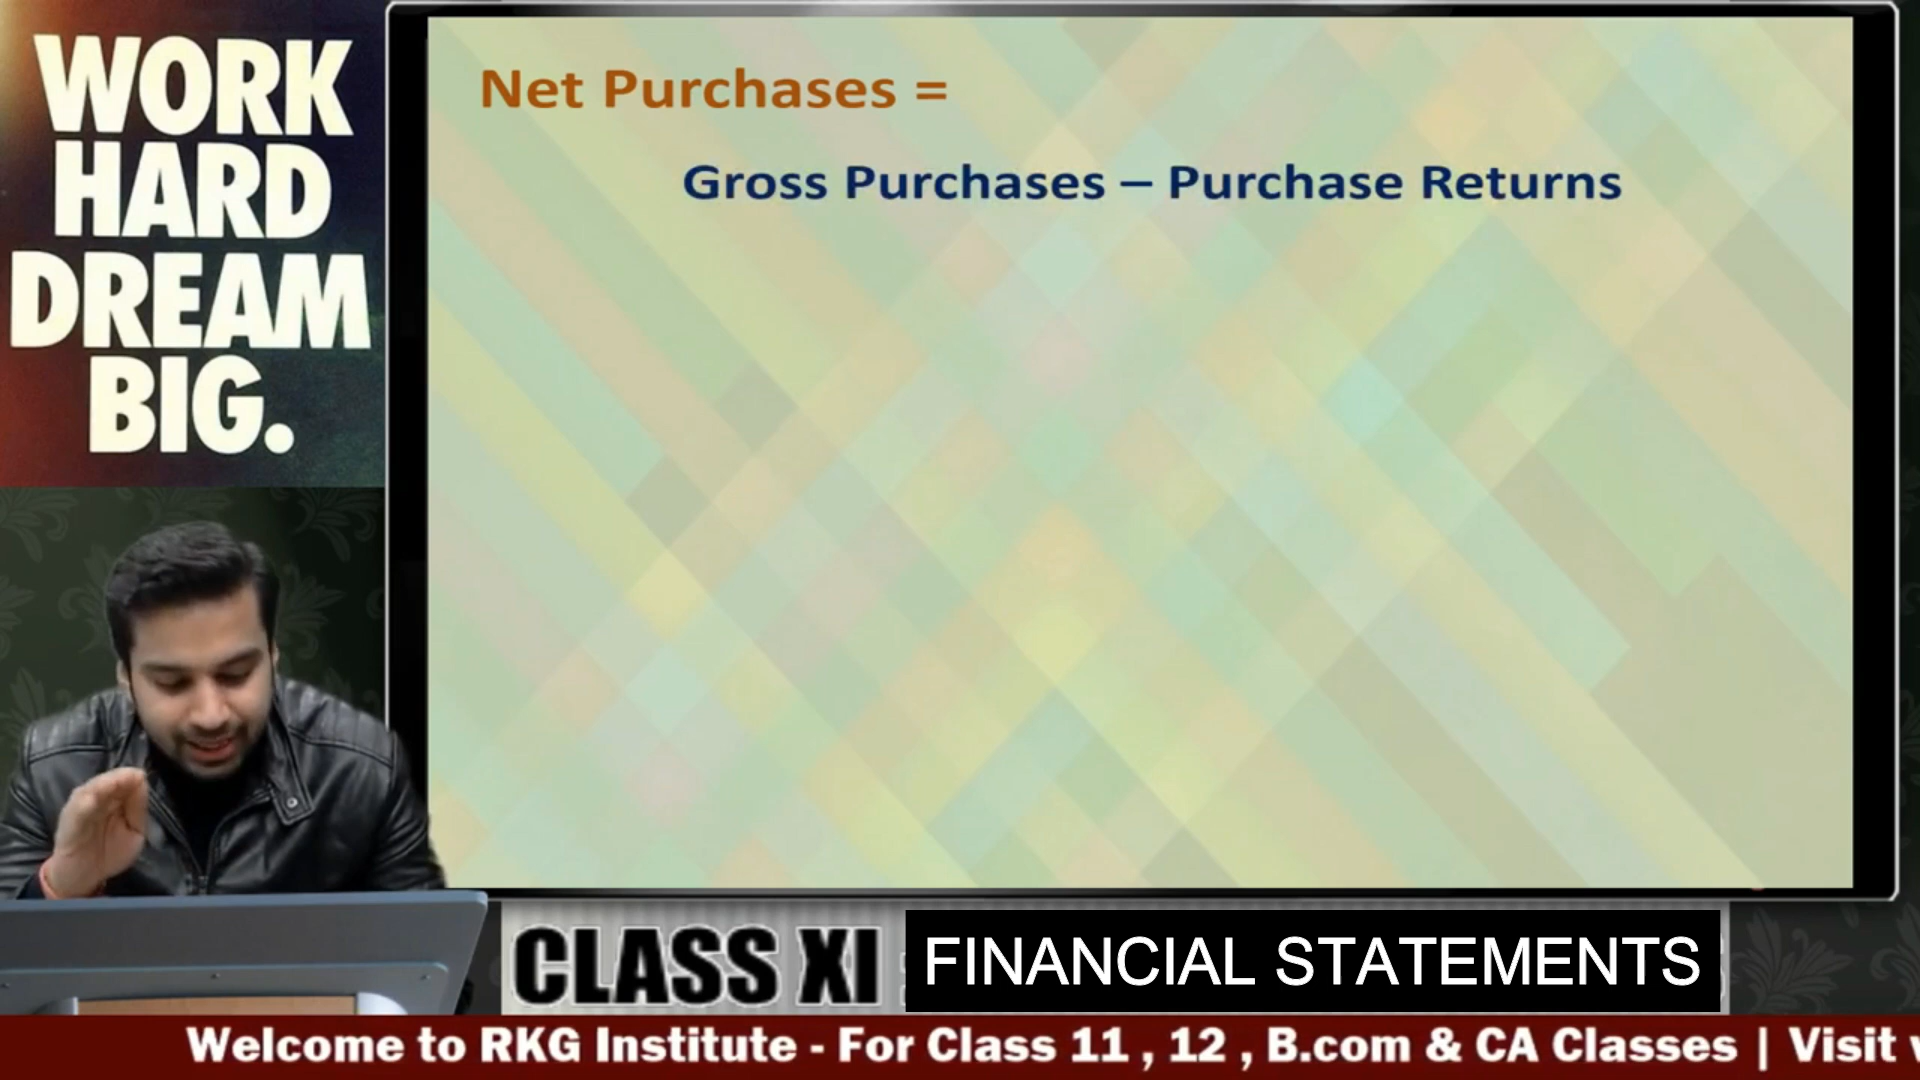 WORK
HARD
DREAM
BIG.
Net Purchases =
Gross Purchases – Purchase Returns
CLASS XI
FINANCIAL STATEMENTS
Welcome to RKG Institute - For Class 11 , 12 , B.com & CA Classes | Visit